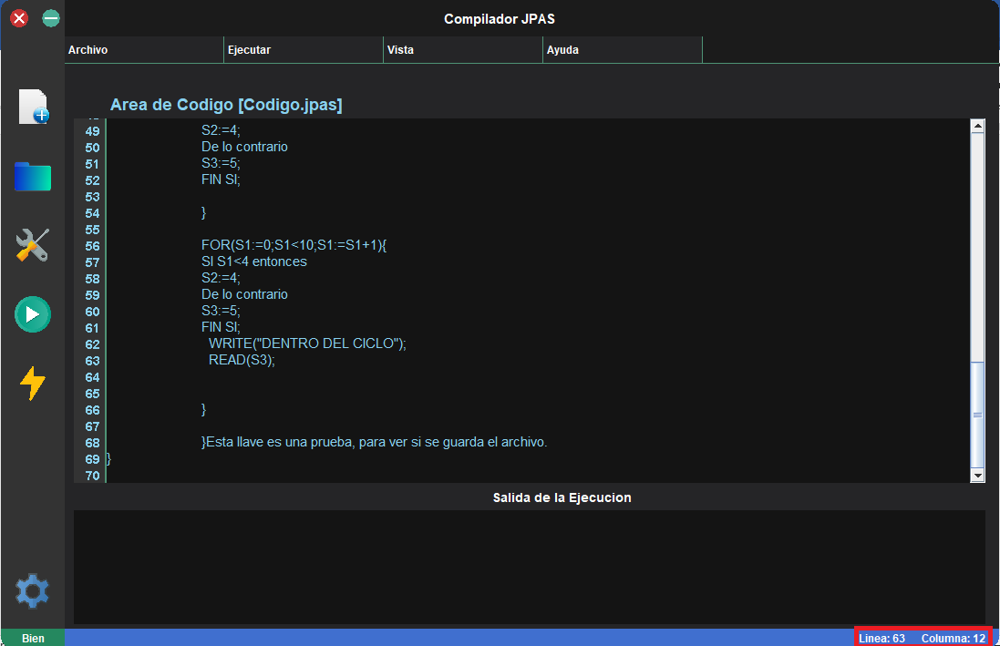 Compilador JPAS
Archivo Ejecutar Vista Ayuda
Area de Codigo [Codigo.jpas]
49 S2:=4;
50 De lo contrario
51 S3:=5;
52 FIN SI;
53
54 }
55
56 FOR(S1:=0;S1<10;S1:=S1+1){
57 SI S1<4 entonces
58 S2:=4;
59 De lo contrario
60 S3:=5;
61 FIN SI;
62 WRITE("DENTRO DEL CICLO");
63 READ(S3);
64
65
66 }
67
68 }Esta llave es una prueba, para ver si se guarda el archivo.
69 }
70
Salida de la Ejecucion
Bien Linea: 63 Columna: 12